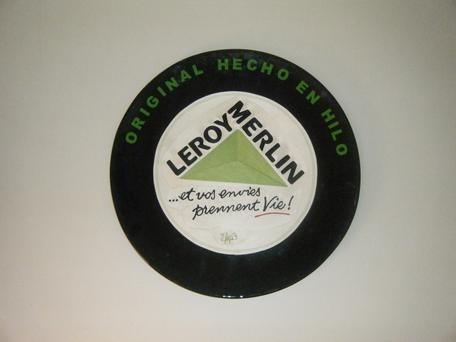 ORIGINAL HECHO EN HILO
LEROY MERLIN
...et vos envies
prennent Vie!